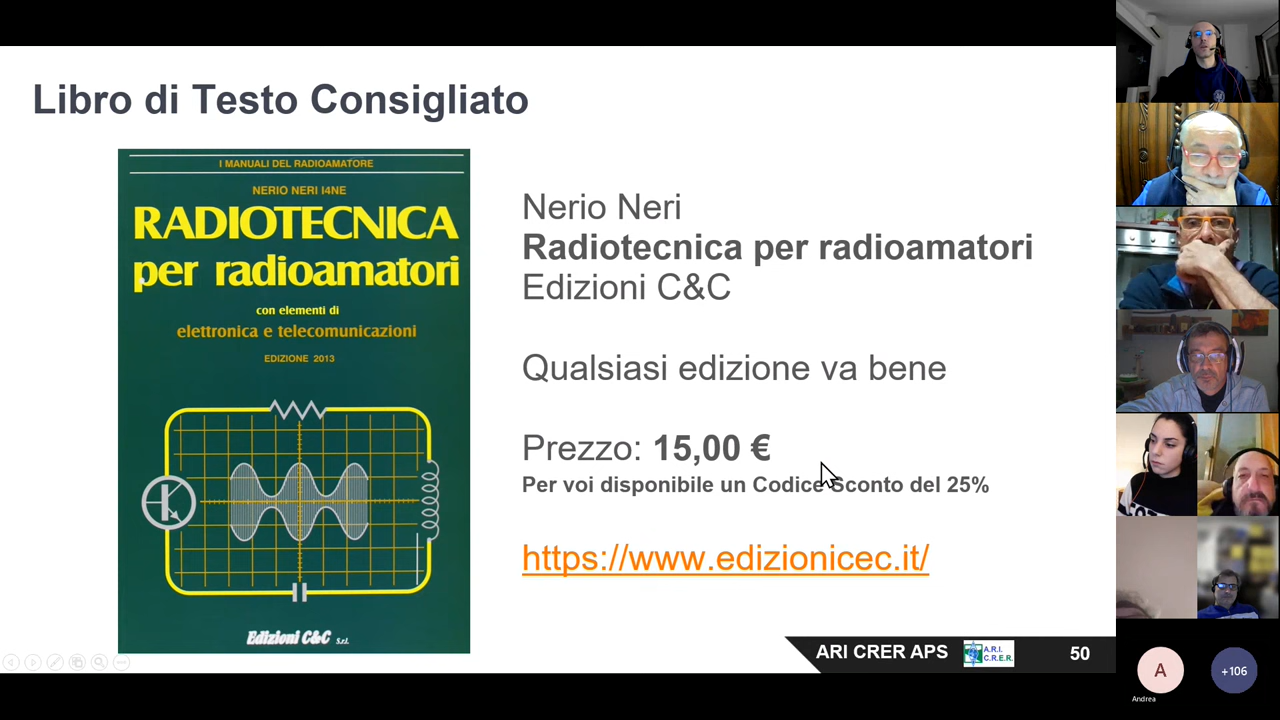 Libro di Testo Consigliato
I MANUALI DEL RADIOAMATORE
NERIO NERI I4NE
RADIOTECNICA
per radioamatori
con elementi di
elettronica e telecomunicazioni
EDIZIONE 2013
Edizioni C&C S.r.l.
Nerio Neri
Radiotecnica per radioamatori
Edizioni C&C
Qualsiasi edizione va bene
Prezzo: 15,00 €
Per voi disponibile un Codice Sconto del 25%
https://www.edizionicec.it/
ARI CRER APS
A.R.I.
C.R.E.R.
50
A
Andrea
+106